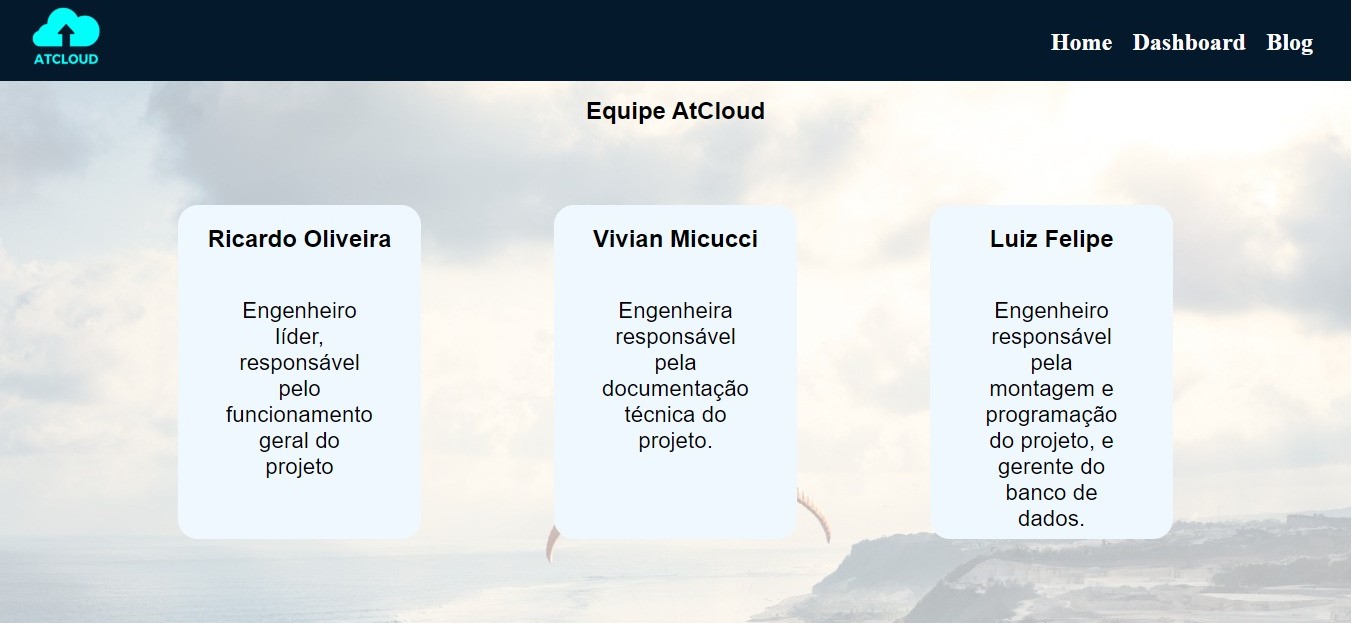 ATCLOUD
Home Dashboard Blog
Equipe AtCloud
Ricardo Oliveira
Engenheiro
líder,
responsável
pelo
funcionamento
geral do
projeto
Vivian Micucci
Engenheira
responsável
pela
documentação
técnica do
projeto.
Luiz Felipe
Engenheiro
responsável
pela
montagem e
programação
do projeto, e
gerente do
banco de
dados.